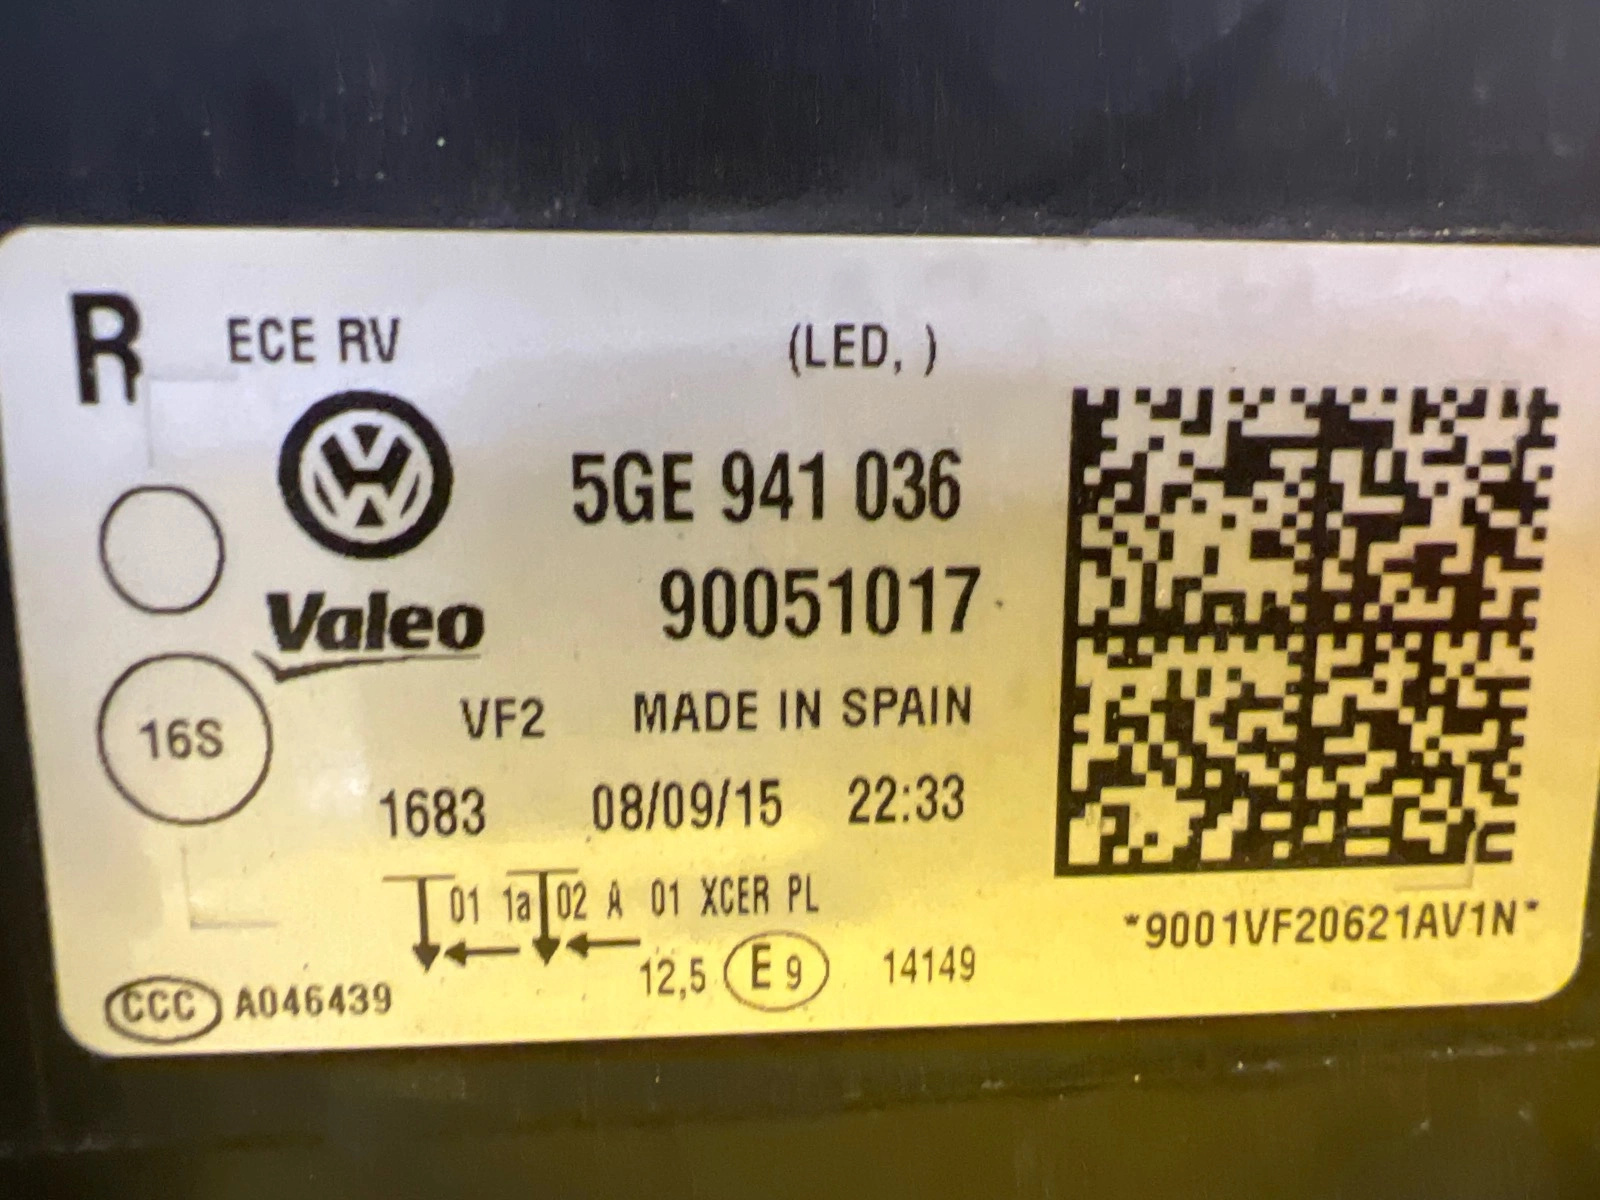 R ECE RV (LED, )
5GE 941 036
Valeo 90051017
16S VF2 MADE IN SPAIN
1683 08/09/15 22:33
01 1a 02 A 01 XCER PL
*9001VF20621AV1N*
CCC A046439 12,5 E 9 14149